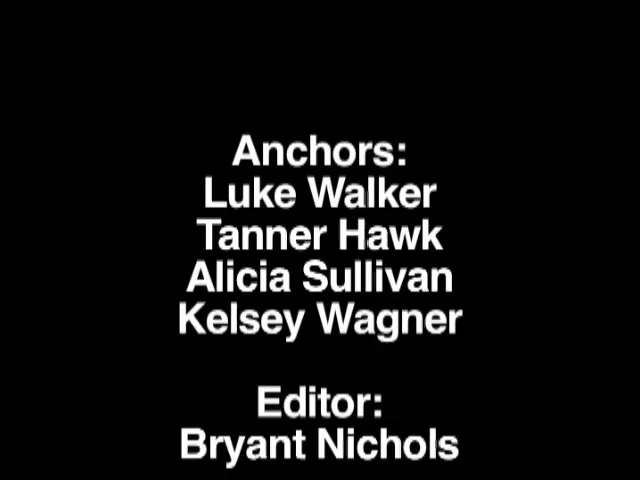 Anchors:
Luke Walker
Tanner Hawk
Alicia Sullivan
Kelsey Wagner
Editor:
Bryant Nichols